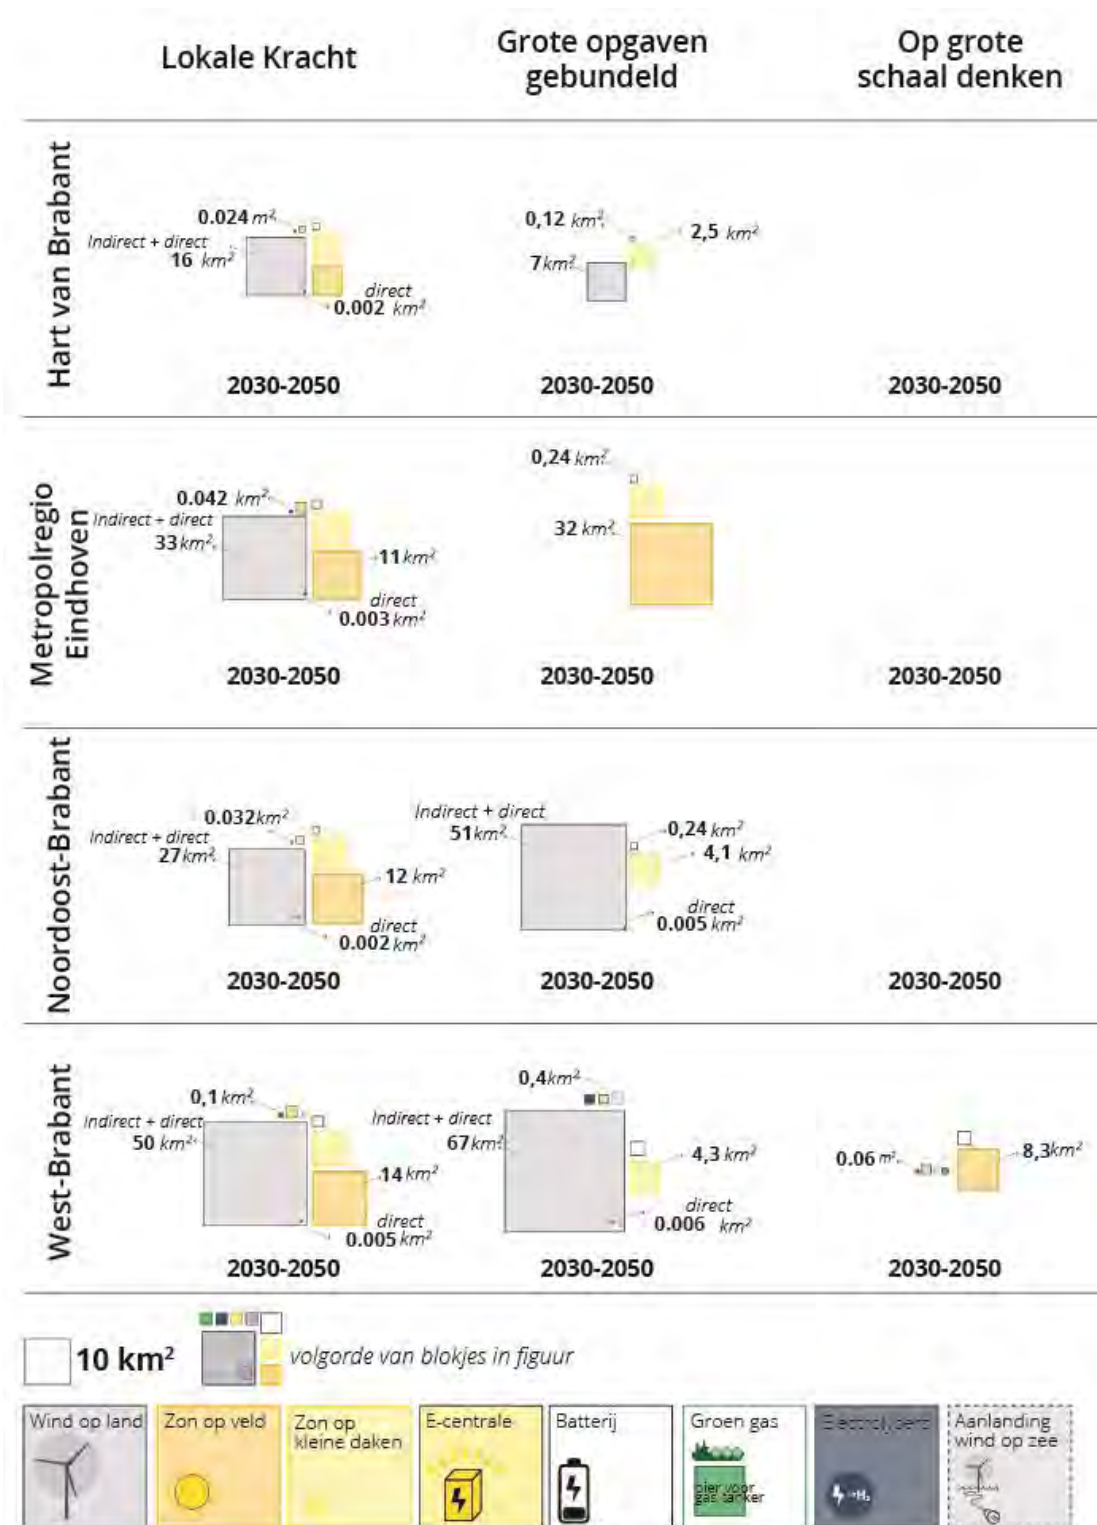 Lokale Kracht
Grote opgaven
gebundeld
Op grote
schaal denken
Hart van Brabant
0.024 m²
Indirect + direct
16 km²
direct
0.002 km²
2030-2050
0,12 km²
2,5 km²
7 km²
2030-2050
2030-2050
Metropolregio
Eindhoven
0.042 km²
Indirect + direct
33 km²
11 km²
direct
0.003 km²
2030-2050
0,24 km²
32 km²
2030-2050
2030-2050
Noordoost-Brabant
0.032 km²
Indirect + direct
27 km²
12 km²
direct
0.002 km²
2030-2050
Indirect + direct
51 km²
0,24 km²
4,1 km²
direct
0.005 km²
2030-2050
2030-2050
West-Brabant
0,1 km²
Indirect + direct
50 km²
14 km²
direct
0.005 km²
2030-2050
0,4 km²
Indirect + direct
67 km²
4,3 km²
direct
0.006 km²
2030-2050
0.06 m²
8,3 km²
2030-2050
10 km²
volgorde van blokjes in figuur
Wind op land
Zon op veld
Zon op
kleine daken
E-centrale
Batterij
Groen gas
pier voor
gas tanker
Electrolysers
H₂
Aanlanding
wind op zee